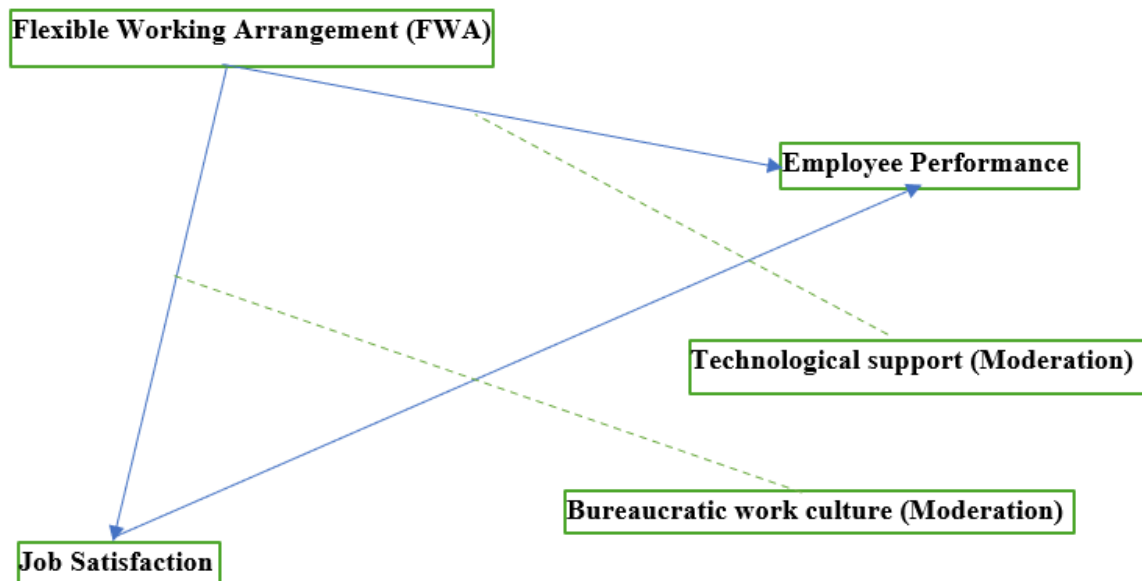 Flexible Working Arrangement (FWA)
Employee Performance
Technological support (Moderation)
Bureaucratic work culture (Moderation)
Job Satisfaction